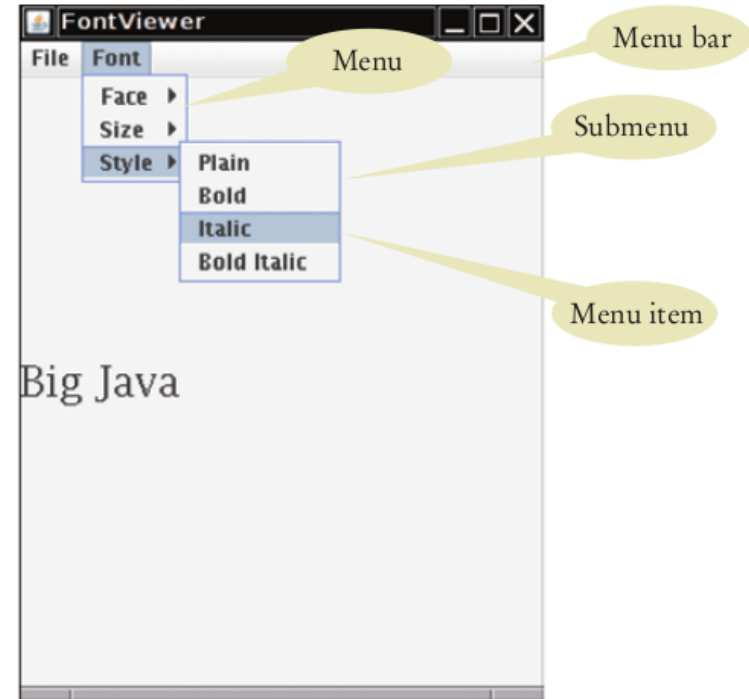 FontViewer
Menu bar
File Font
Menu
Face
Size
Submenu
Style
Plain
Bold
Italic
Bold Italic
Menu item
Big Java